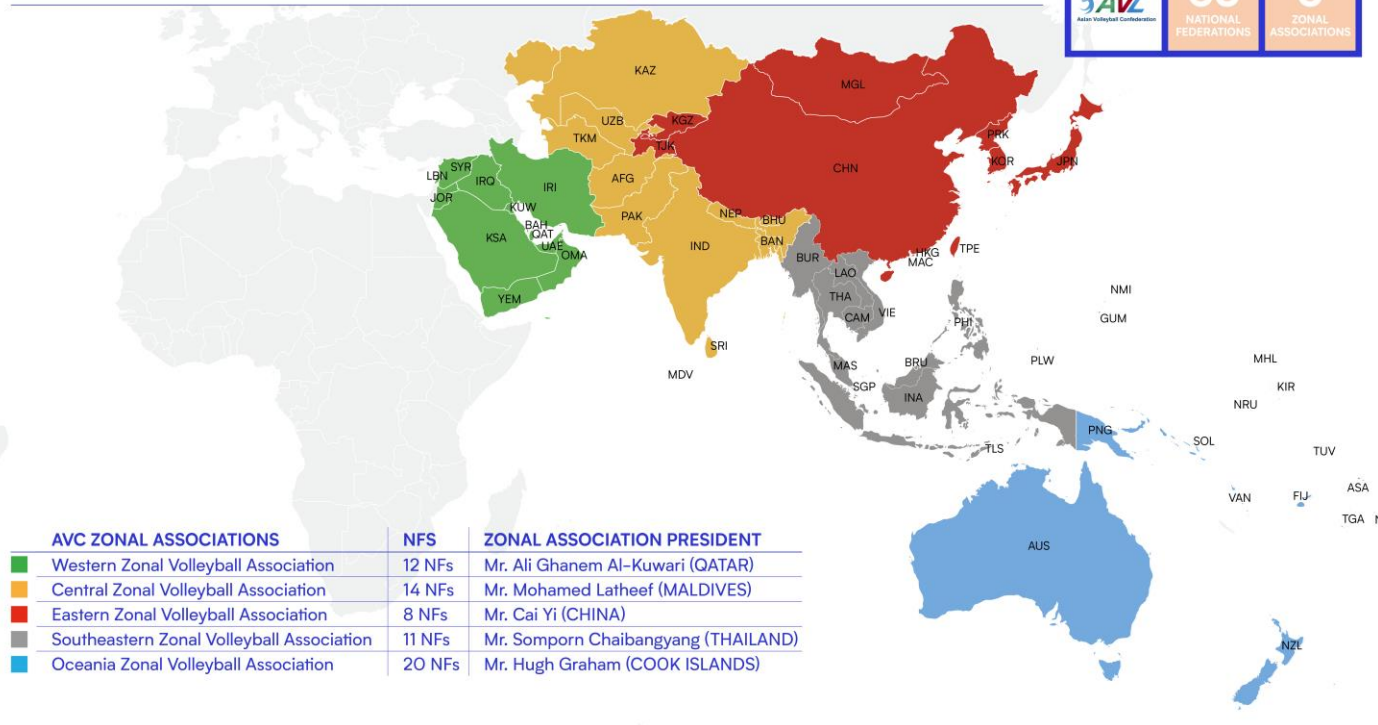 Asian Volleyball Confederation
NATIONAL
FEDERATIONS
ZONAL
ASSOCIATIONS
KAZ
MGL
UZB
KGZ
TKM
TJK
PRK
KOR
JPN
CHN
SYR
LBN
IRQ
IRI
AFG
JOR
KUW
PAK
NEP
BHU
BAH
QAT
KSA
UAE
OMA
IND
BAN
BUR
HKG
MAC
TPE
LAO
YEM
THA
NMI
CAM
VIE
PHI
GUM
SRI
MDV
MAS
BRU
PLW
MHL
SGP
INA
KIR
NRU
PNG
TLS
SOL
TUV
VAN
FIJ
ASA
TGA
AUS
NZL
AVC ZONAL ASSOCIATIONS NFS ZONAL ASSOCIATION PRESIDENT
Western Zonal Volleyball Association 12 NFs Mr. Ali Ghanem Al-Kuwari (QATAR)
Central Zonal Volleyball Association 14 NFs Mr. Mohamed Latheef (MALDIVES)
Eastern Zonal Volleyball Association 8 NFs Mr. Cai Yi (CHINA)
Southeastern Zonal Volleyball Association 11 NFs Mr. Somporn Chaibangyang (THAILAND)
Oceania Zonal Volleyball Association 20 NFs Mr. Hugh Graham (COOK ISLANDS)